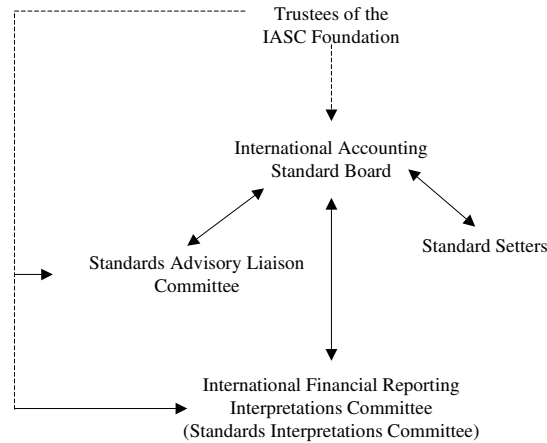 Trustees of the
IASC Foundation
International Accounting
Standard Board
Standard Setters
Standards Advisory Liaison
Committee
International Financial Reporting
Interpretations Committee
(Standards Interpretations Committee)